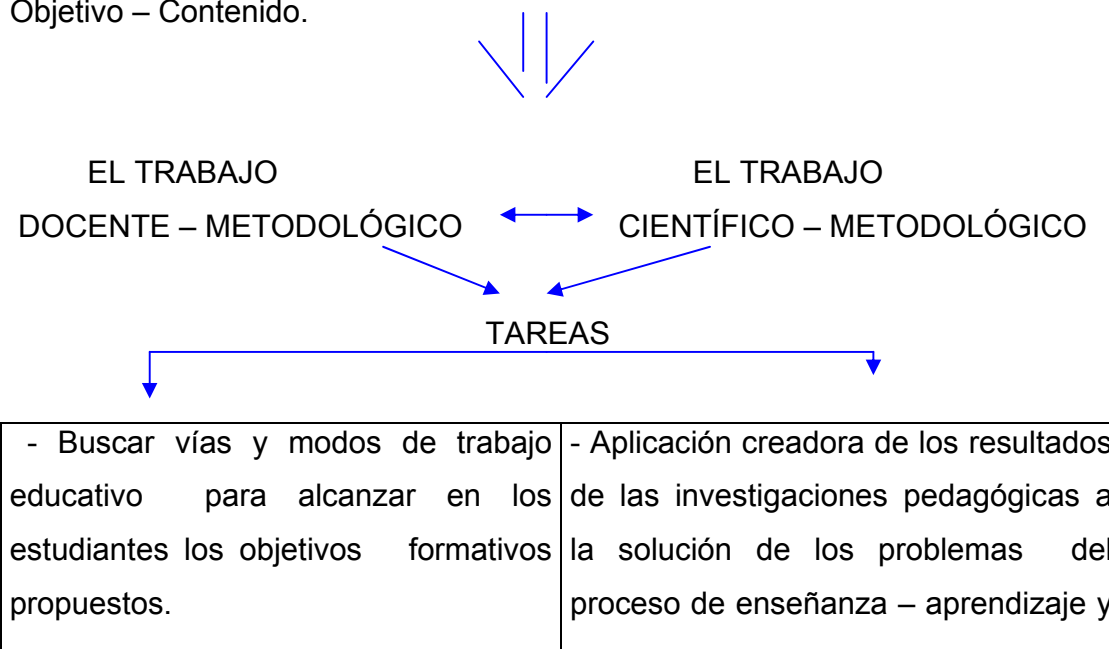 Objetivo – Contenido.
EL TRABAJO
DOCENTE – METODOLÓGICO
EL TRABAJO
CIENTÍFICO – METODOLÓGICO
TAREAS
- Buscar vías y modos de trabajo
educativo para alcanzar en los
estudiantes los objetivos formativos
propuestos.
- Aplicación creadora de los resultados
de las investigaciones pedagógicas a
la solución de los problemas del
proceso de enseñanza – aprendizaje y